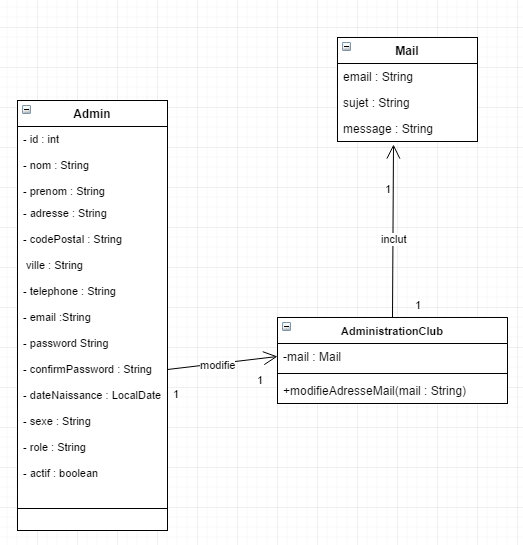 Mail
email : String
sujet : String
message : String
Admin
- id : int
- nom : String
- prenom : String
- adresse : String
- codePostal : String
ville : String
- telephone : String
- email :String
- password String
- confirmPassword : String
- dateNaissance : LocalDate
- sexe : String
- role : String
- actif : boolean
modifie
1
1
AdministrationClub
-mail : Mail
+modifieAdresseMail(mail : String)
1
inclut
1